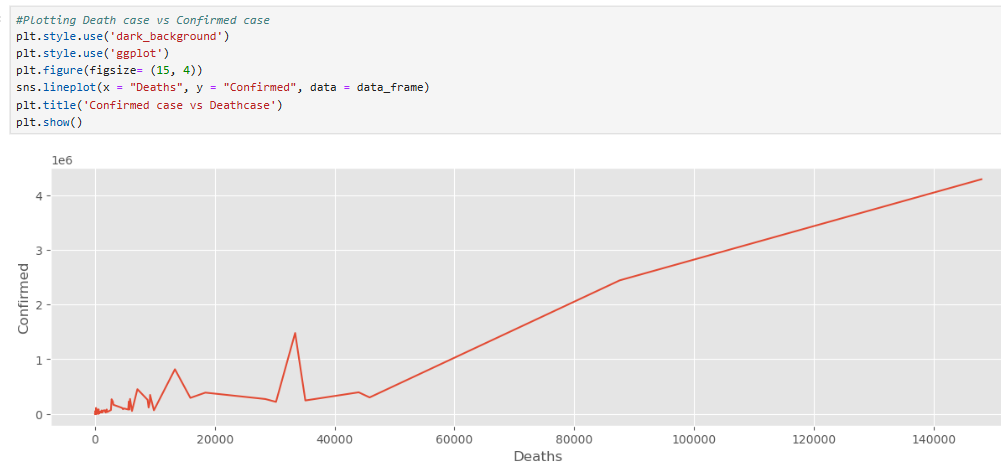 #Plotting Death case vs Confirmed case
plt.style.use('dark_background')
plt.style.use('ggplot')
plt.figure(figsize= (15, 4))
sns.lineplot(x = "Deaths", y = "Confirmed", data = data_frame)
plt.title('Confirmed case vs Deathcase')
plt.show()
1e6
4
3
2
1
0
Confirmed
0 20000 40000 60000 80000 100000 120000 140000
Deaths